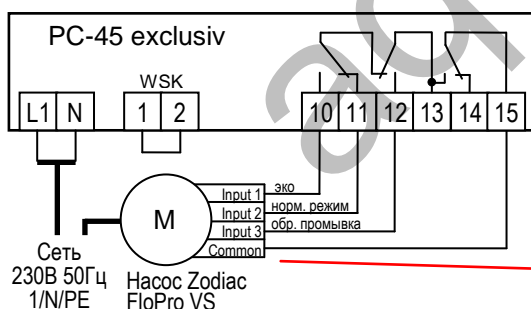 PC-45 exclusiv
WSK
L1 N 1 2 10 11 12 13 14 15
Input 1 эко
Input 2 норм. режим
Input 3 обр. промывка
Common
M
Сеть
230В 50Гц
1/N/PE
Насос Zodiac
FloPro VS